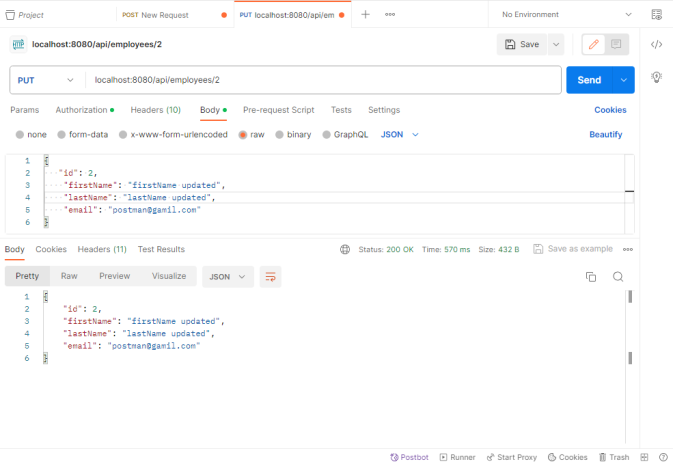 Project POST New Request PUT localhost:8080/api/em No Environment
HTTP localhost:8080/api/employees/2 Save
PUT localhost:8080/api/employees/2 Send
Params Authorization Headers (10) Body Pre-request Script Tests Settings Cookies
none form-data x-www-form-urlencoded raw binary GraphQL JSON Beautify
1 {
2 "id": 2,
3 "firstName": "firstName updated",
4 "lastName": "lastName updated",
5 "email": "postman@gamil.com"
6 }
Body Cookies Headers (11) Test Results Status: 200 OK Time: 570 ms Size: 432 B Save as example
Pretty Raw Preview Visualize JSON
1 {
2 "id": 2,
3 "firstName": "firstName updated",
4 "lastName": "lastName updated",
5 "email": "postman@gamil.com"
6 }
Postbot Runner Start Proxy Cookies Trash